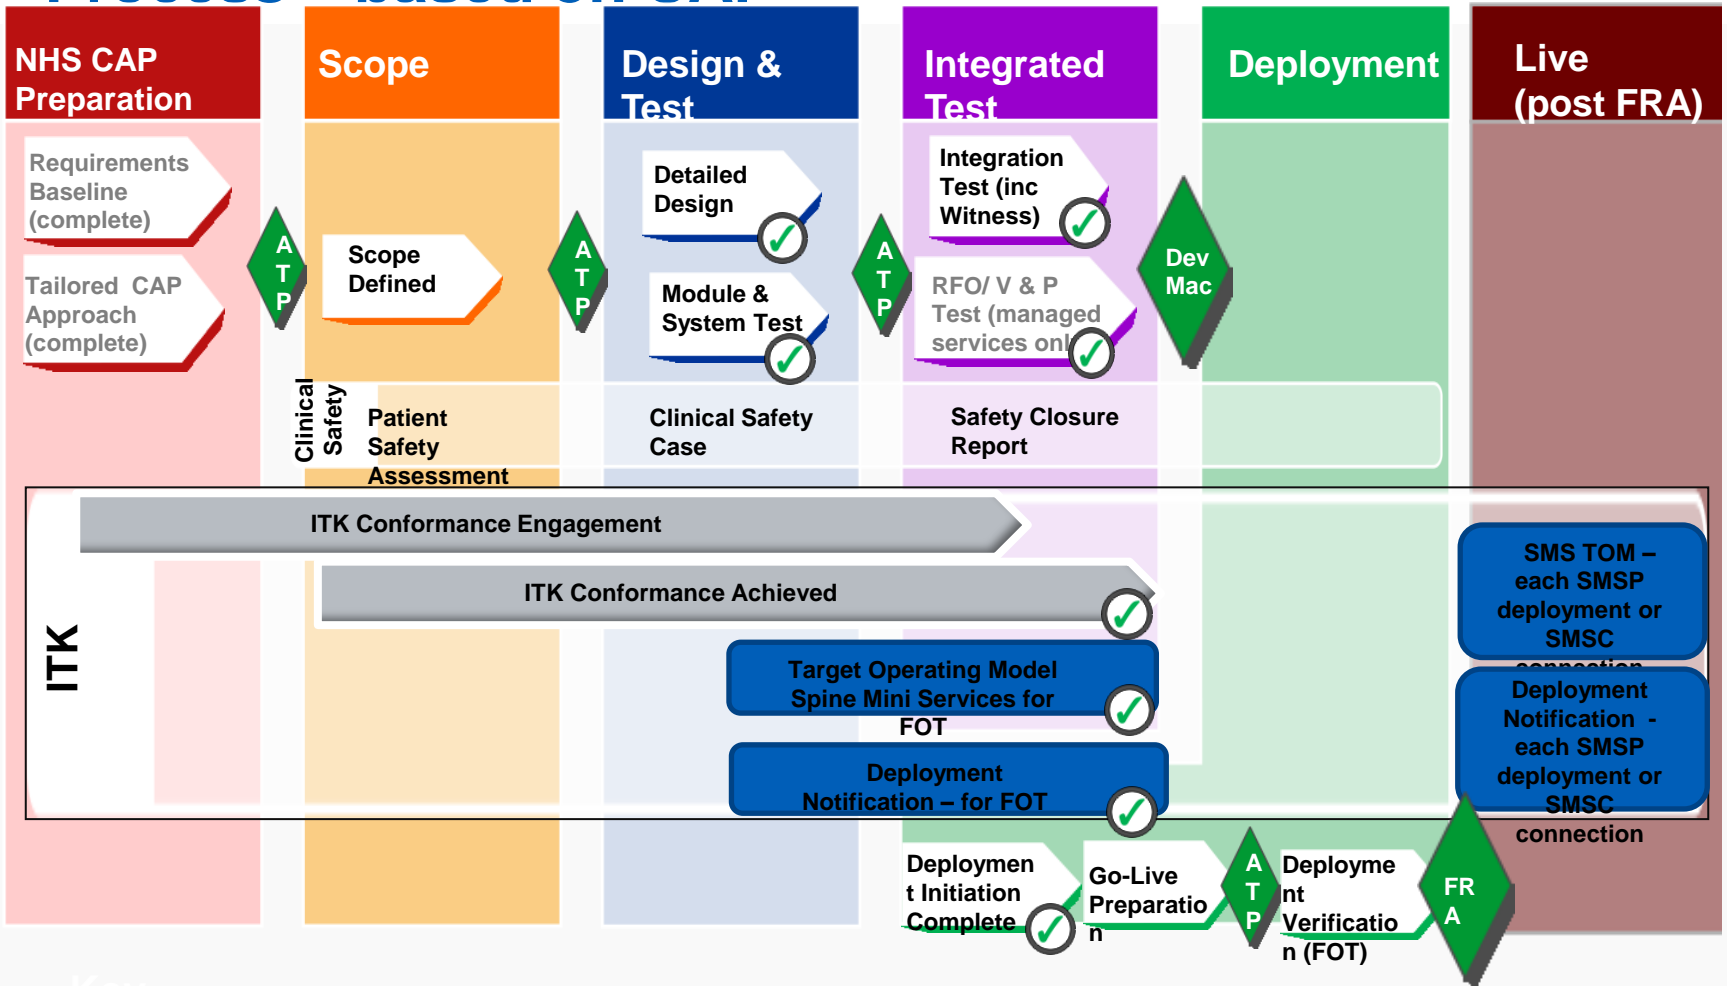 NHS CAP
Preparation
Scope
Design &
Test
Integrated
Test
Deployment
Live
(post FRA)
Requirements
Baseline
(complete)
Tailored CAP
Approach
(complete)
A
T
P
Scope
Defined
A
T
P
Detailed
Design
Module &
System Test
A
T
P
Integration
Test (inc
Witness)
RFO/ V & P
Test (managed
services only
Dev
Mac
Clinical
Safety
Patient
Safety
Assessment
Clinical Safety
Case
Safety Closure
Report
ITK
ITK Conformance Engagement
ITK Conformance Achieved
Target Operating Model
Spine Mini Services for
FOT
Deployment
Notification – for FOT
SMS TOM –
each SMSP
deployment or
SMSC
connection
Deployment
Notification -
each SMSP
deployment or
SMSC
connection
Deploymen
t Initiation
Complete
Go-Live
Preparatio
n
A
T
P
Deployme
nt
Verificatio
n (FOT)
FR
A